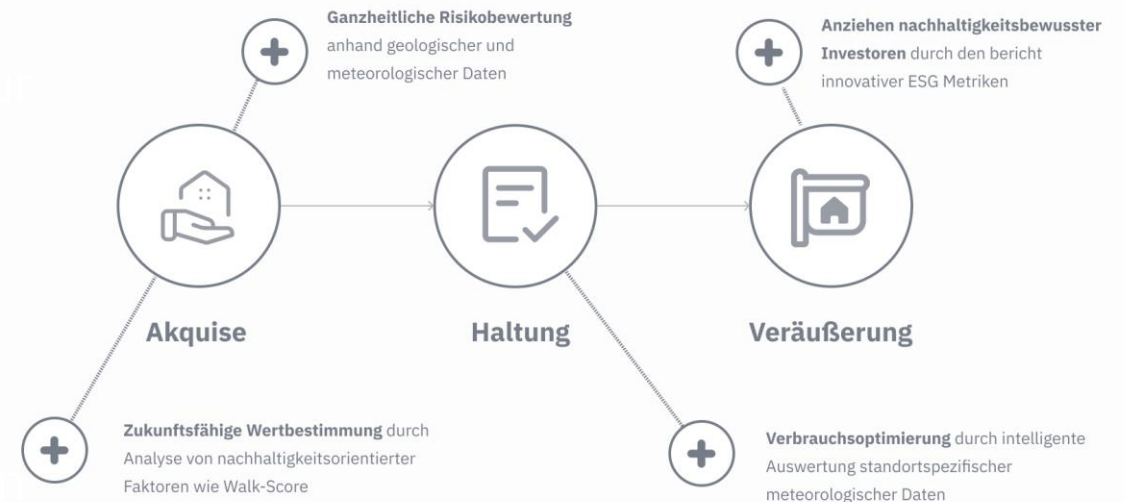 Ganzheitliche Risikobewertung
anhand geologischer und
meteorologischer Daten
Anziehen nachhaltigkeitsbewusster
Investoren durch den bericht
innovativer ESG Metriken
Akquise
Haltung
Veräußerung
Zukunftsfähige Wertbestimmung durch
Analyse von nachhaltigkeitsorientierter
Faktoren wie Walk-Score
Verbrauchsoptimierung durch intelligente
Auswertung standortspezifischer
meteorologischer Daten